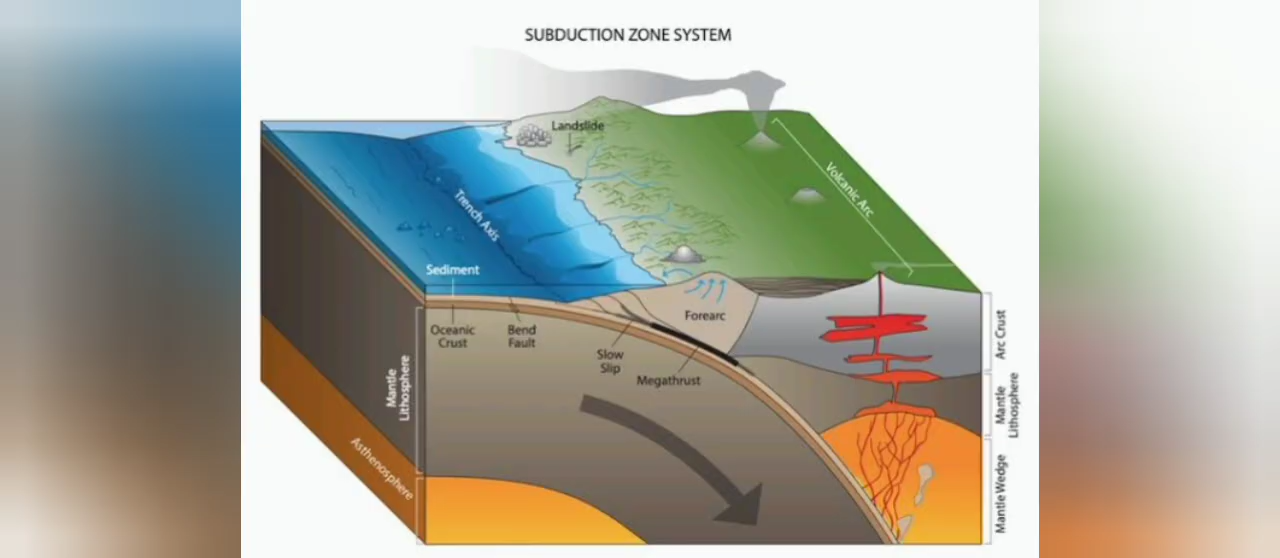 SUBDUCTION ZONE SYSTEM
Landslide
Volcanic Arc
Trench Axis
Sediment
Oceanic
Crust
Bend
Fault
Slow
Slip
Megathrust
Forearc
Mantle
Lithosphere
Asthenosphere
Arc Crust
Mantle
Lithosphere
Mantle Wedge